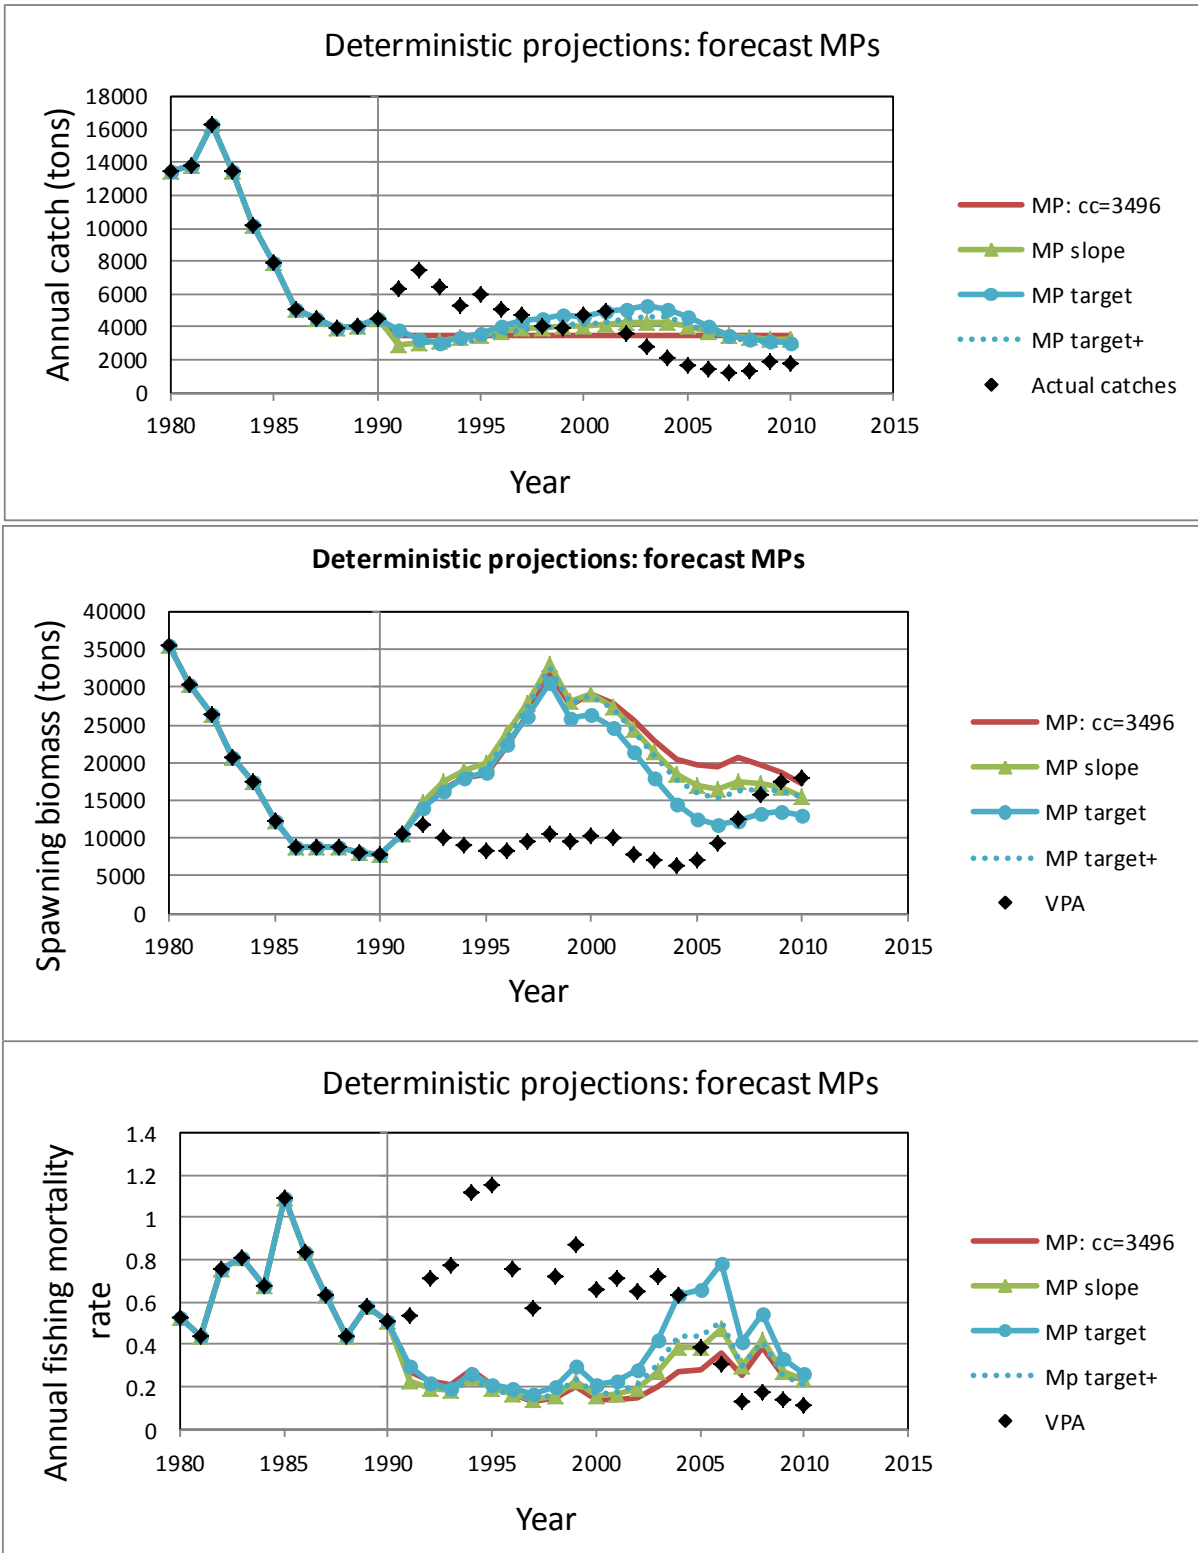 Deterministic projections: forecast MPs
Annual catch (tons)
18000
16000
14000
12000
10000
8000
6000
4000
2000
0
1980 1985 1990 1995 2000 2005 2010 2015
Year
MP: cc=3496
MP slope
MP target
MP target+
Actual catches
Deterministic projections: forecast MPs
Spawning biomass (tons)
40000
35000
30000
25000
20000
15000
10000
5000
0
1980 1985 1990 1995 2000 2005 2010 2015
Year
MP: cc=3496
MP slope
MP target
MP target+
VPA
Deterministic projections: forecast MPs
Annual fishing mortality
rate
1.4
1.2
1
0.8
0.6
0.4
0.2
0
1980 1985 1990 1995 2000 2005 2010 2015
Year
MP: cc=3496
MP slope
MP target
Mp target+
VPA